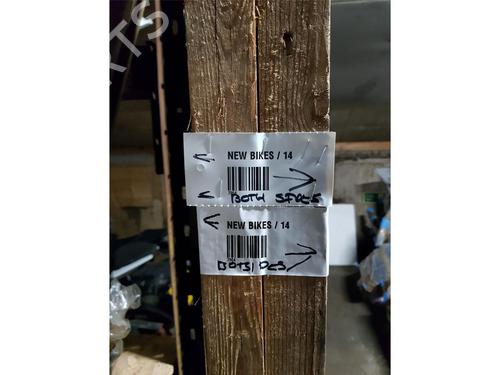 NEW BIKES / 14
BOTH SIDES
NEW BIKES / 14